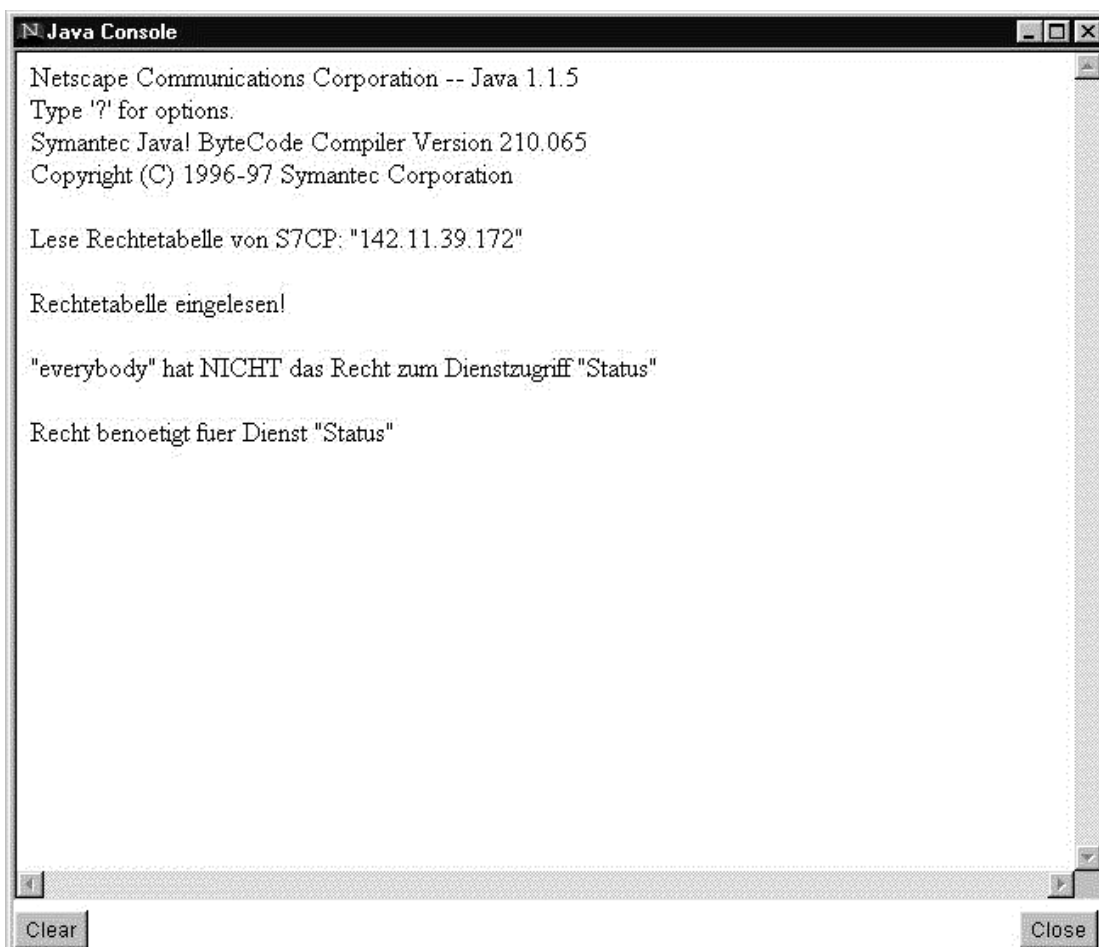 N Java Console
Netscape Communications Corporation -- Java 1.1.5
Type '?' for options.
Symantec Java! ByteCode Compiler Version 210.065
Copyright (C) 1996-97 Symantec Corporation
Lese Rechtetabelle von S7CP: "142.11.39.172"
Rechtetabelle eingelesen!
"everybody" hat NICHT das Recht zum Dienstzugriff "Status"
Recht benoetigt fuer Dienst "Status"
Clear
Close